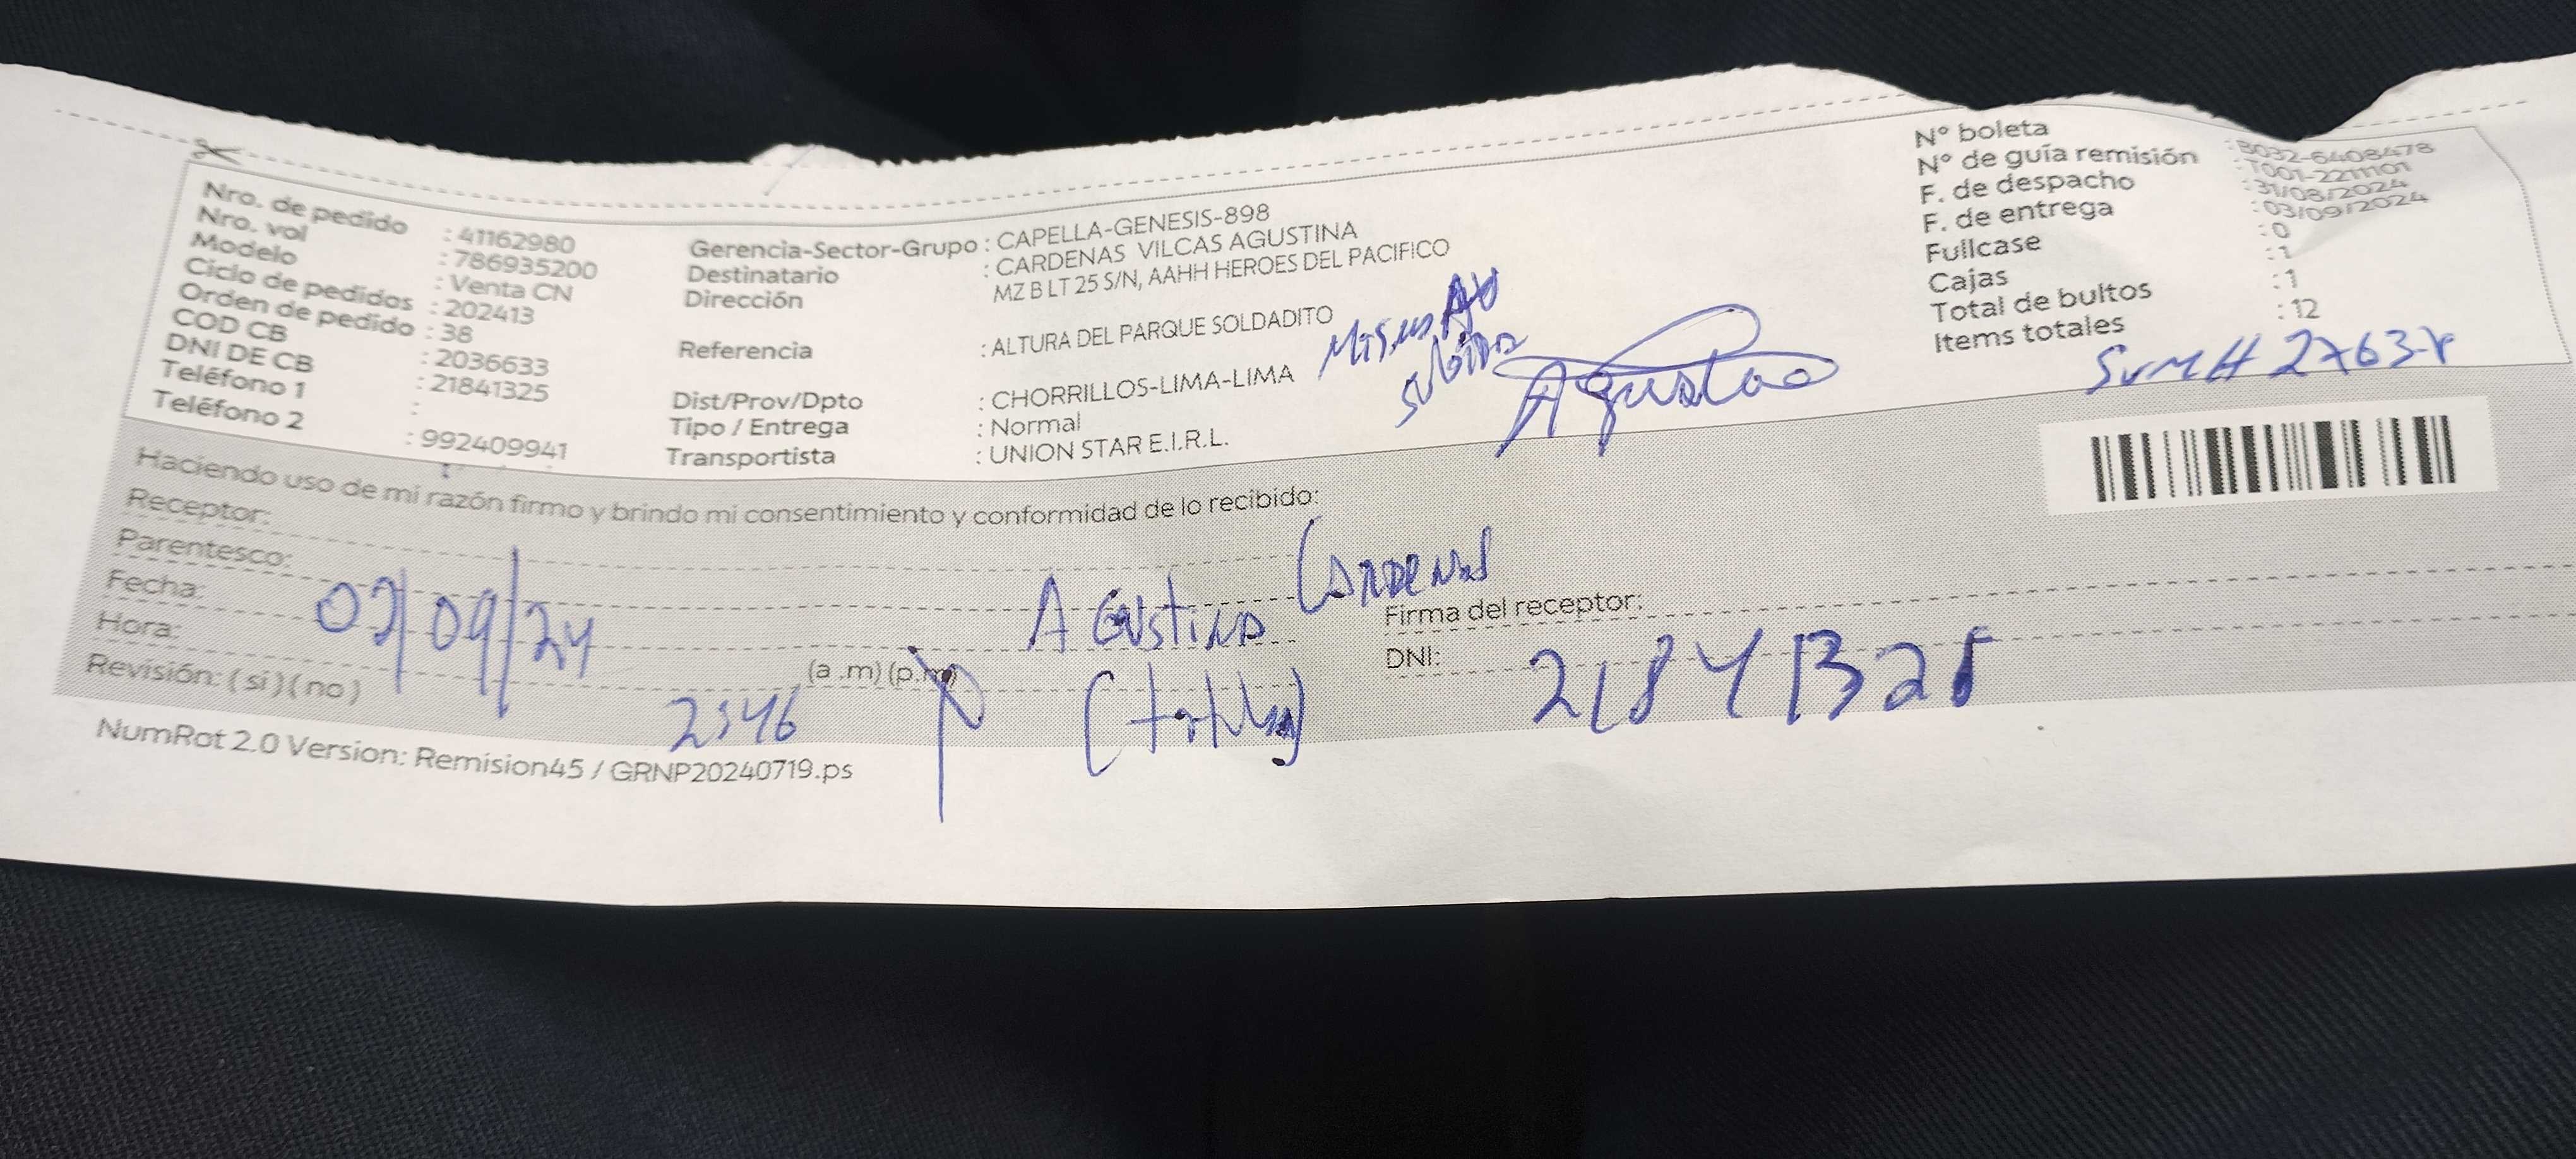 Nro. de pedido : 41162980
Nro. vol : 786935200
Modelo : Venta CN
Ciclo de pedidos : 202413
Orden de pedido : 38
COD CB : 2036633
DNI DE CB : 21841325
Teléfono 1 :
Teléfono 2 : 992409941
Gerencia-Sector-Grupo : CAPELLA-GENESIS-898
Destinatario : CARDENAS VILCAS AGUSTINA
Dirección : MZ B LT 25 S/N, AAHH HEROES DEL PACIFICO
Referencia : ALTURA DEL PARQUE SOLDADITO
Dist/Prov/Dpto : CHORRILLOS-LIMA-LIMA
Tipo / Entrega : Normal
Transportista : UNION STAR E.I.R.L.
N° boleta : B032-6408478
N° de guía remisión : T001-2211101
F. de despacho : 31/08/2024
F. de entrega : 03/09/2024
Fullcase : 0
Cajas : 1
Total de bultos : 1
Items totales : 12
Haciendo uso de mi razón firmo y brindo mi consentimiento y conformidad de lo recibido:
Receptor:
Parentesco: Agustina Cardenas
Fecha: 02/09/24
Hora: (a .m) (p.m)
Revisión: ( si ) ( no )
Firma del receptor:
DNI: 21841325
NumRot 2.0 Version: Remision45 / GRNP20240719.ps